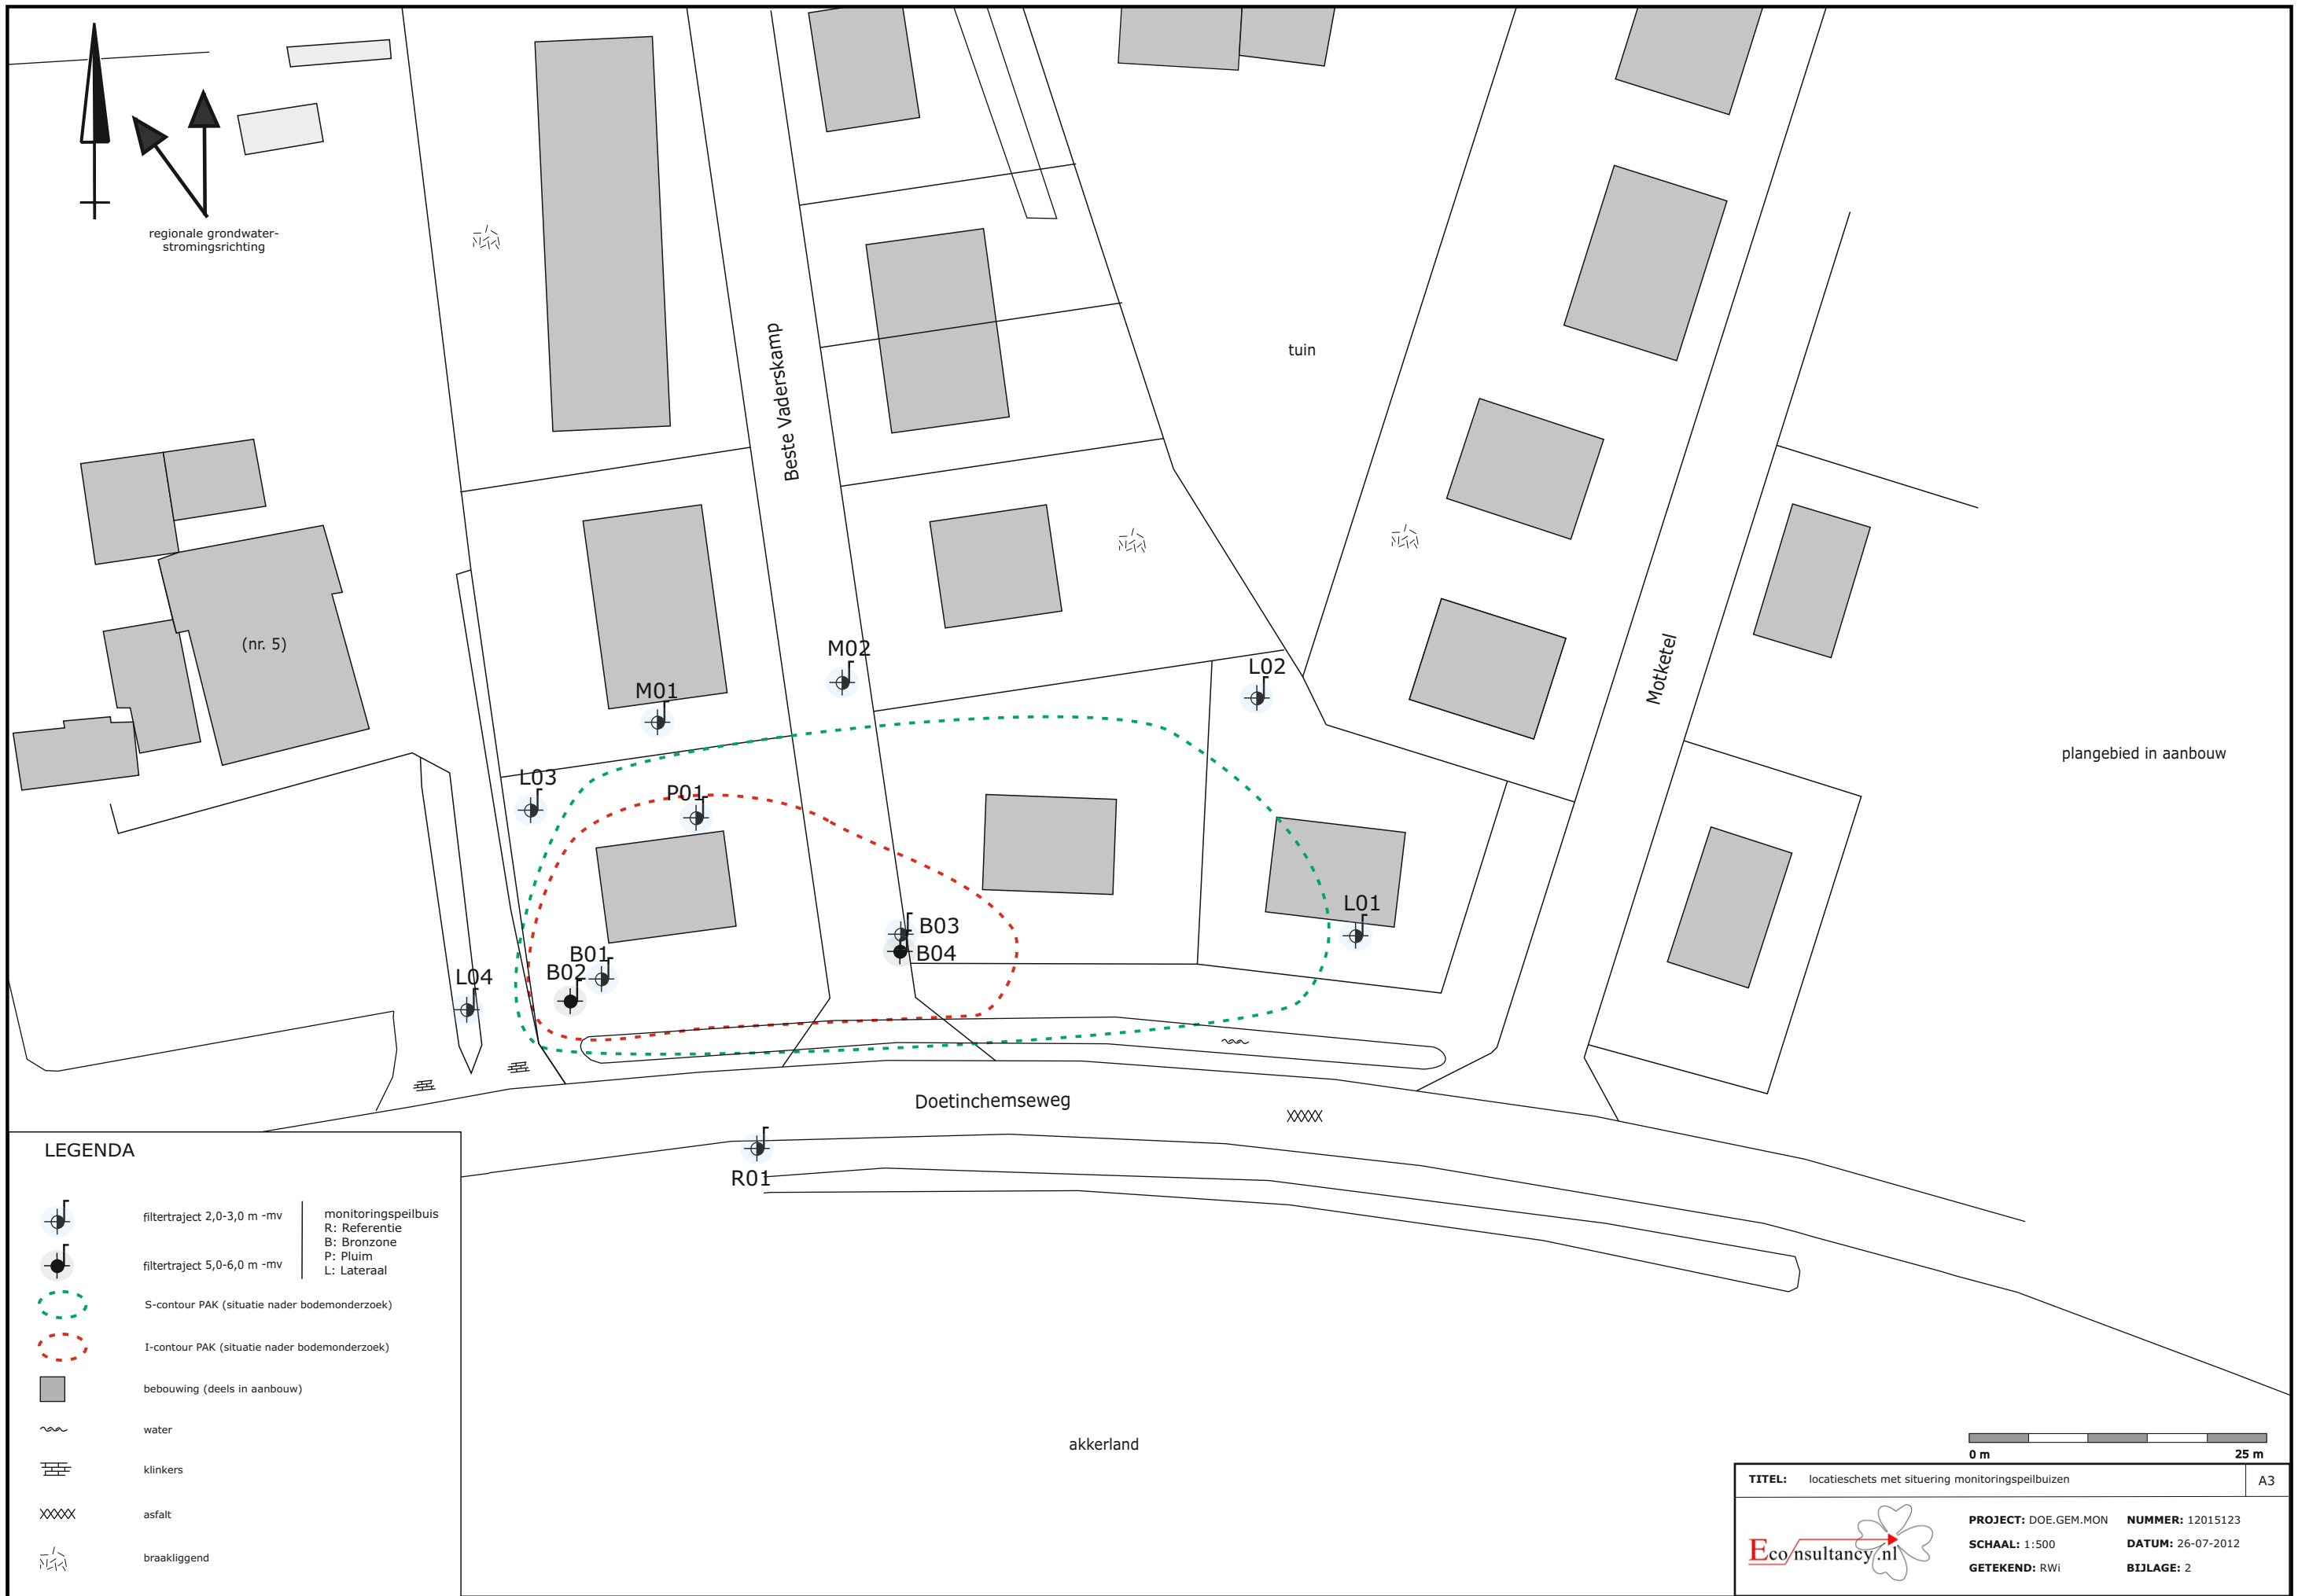 regionale grondwater-
stromingsrichting
Beste Vaderskamp
tuin
(nr. 5)
M02
M01
L02
Motketel
plangebied in aanbouw
L03
P01
L01
B03
B04
B01
B02
L04
Doetinchemseweg
R01
akkerland
LEGENDA
filtertraject 2,0-3,0 m -mv
filtertraject 5,0-6,0 m -mv
monitoringspeilbuis
R: Referentie
B: Bronzone
P: Pluim
L: Lateraal
S-contour PAK (situatie nader bodemonderzoek)
I-contour PAK (situatie nader bodemonderzoek)
bebouwing (deels in aanbouw)
water
klinkers
asfalt
braakliggend
0 m 25 m
TITEL: locatieschets met situering monitoringspeilbuizen A3
Econsultancy.nl
PROJECT: DOE.GEM.MON NUMMER: 12015123
SCHAAL: 1:500 DATUM: 26-07-2012
GETEKEND: RWi BIJLAGE: 2